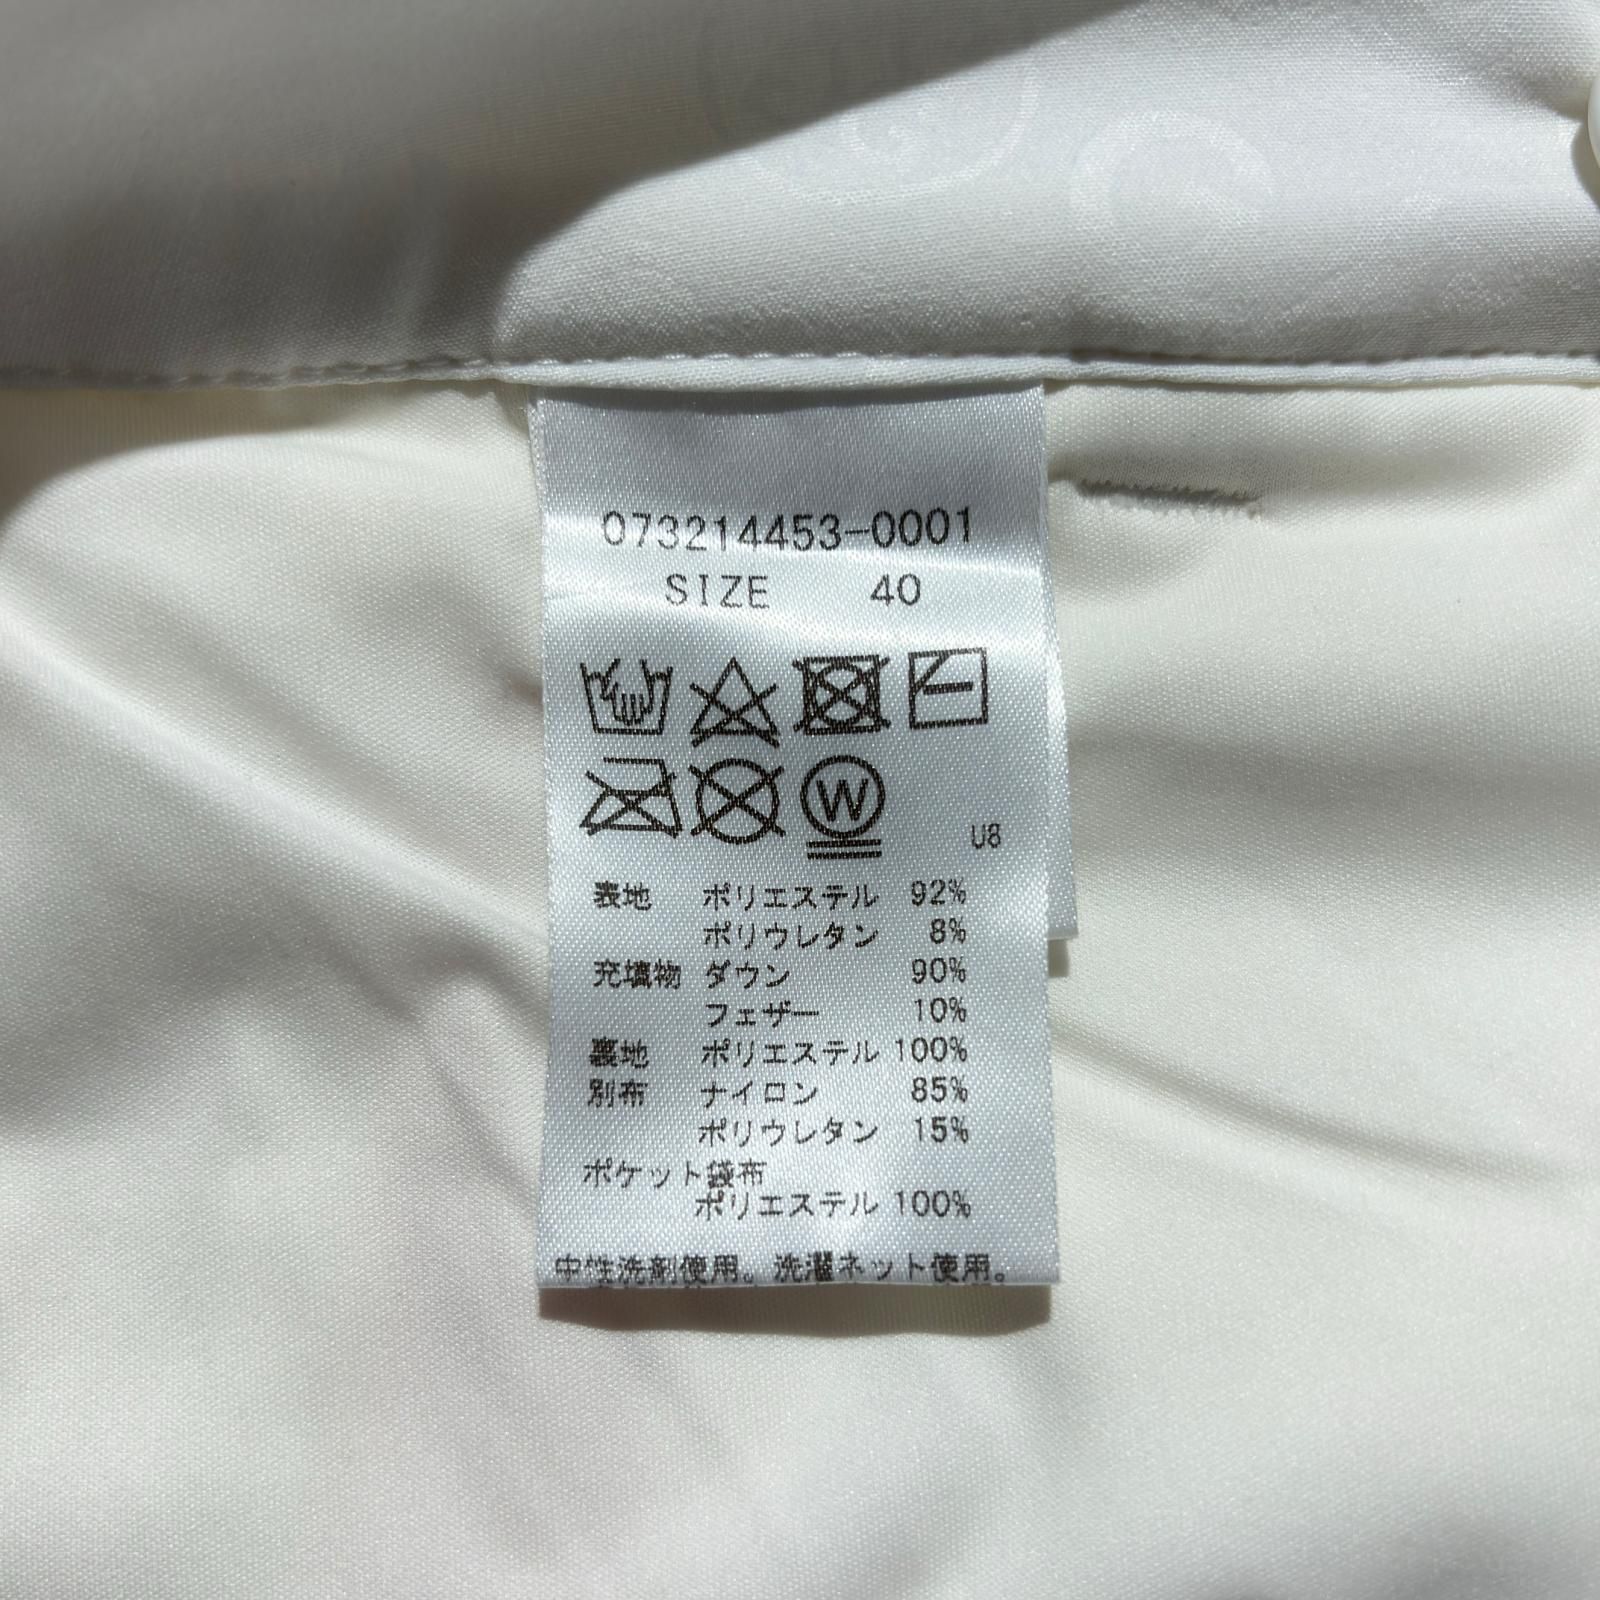 073214453-0001
SIZE 40
W
U8
表地 ポリエステル 92%
ポリウレタン 8%
充填物 ダウン 90%
フェザー 10%
裏地 ポリエステル 100%
別布 ナイロン 85%
ポリウレタン 15%
ポケット袋布
ポリエステル 100%
中性洗剤使用。洗濯ネット使用。